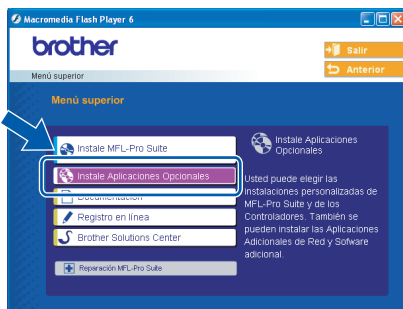 Macromedia Flash Player 6
brother
Salir
Anterior
Menú superior
Menú superior
Instale MFL-Pro Suite
Instale Aplicaciones Opcionales
Documentación
Registro en línea
Brother Solutions Center
Reparación MFL-Pro Suite
Instale Aplicaciones
Opcionales
Usted puede elegir las
instalaciones personalizadas de
MFL-Pro Suite y de los
Controladores. También se
pueden instalar las Aplicaciones
Adicionales de Red y Sofware
adicional.